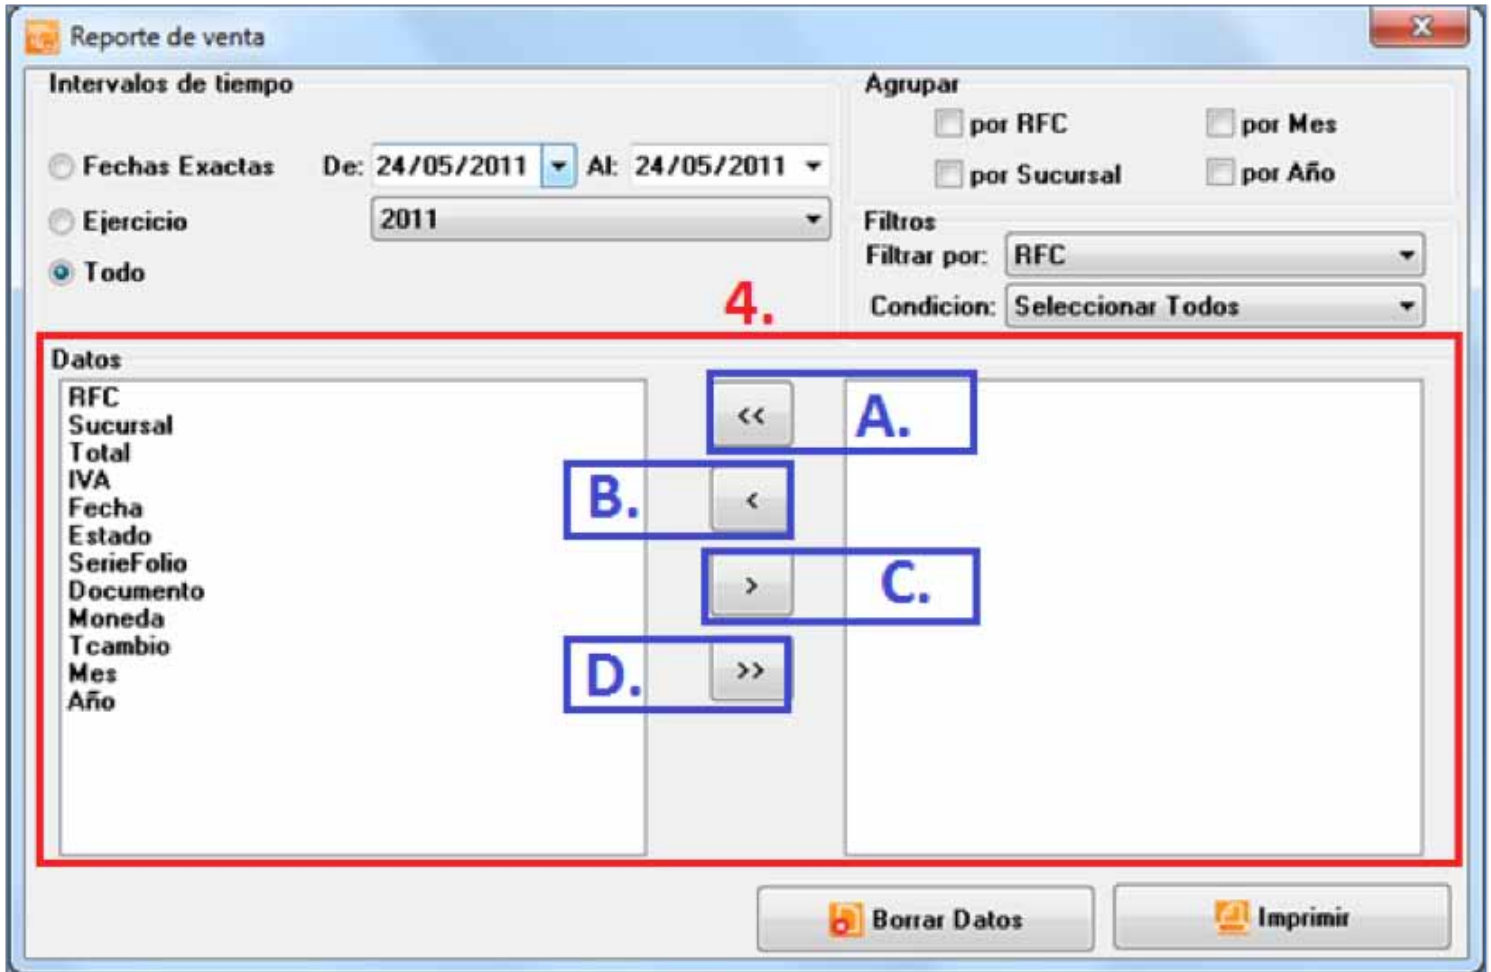 Reporte de venta
Intervalos de tiempo
Fechas Exactas De: 24/05/2011 Al: 24/05/2011
Ejercicio 2011
Todo
Agrupar
por RFC por Mes
por Sucursal por Año
Filtros
Filtrar por: RFC
Condicion: Seleccionar Todos
4.
Datos
RFC
Sucursal
Total
IVA
Fecha
Estado
SerieFolio
Documento
Moneda
Tcambio
Mes
Año
<< A.
B. <
> C.
D. >>
Borrar Datos Imprimir